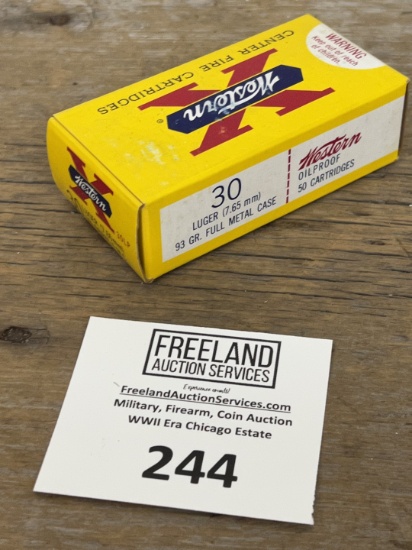 WARNING
Keep out of reach
of children.
CENTER FIRE CARTRIDGES
Western
X
®
30
LUGER (7.65 mm)
93 GR. FULL METAL CASE
Western
OILPROOF
50 CARTRIDGES
X
Western
FREELAND
AUCTION SERVICES
Experience counts!
FreelandAuctionServices.com
Military, Firearm, Coin Auction
WWII Era Chicago Estate
244